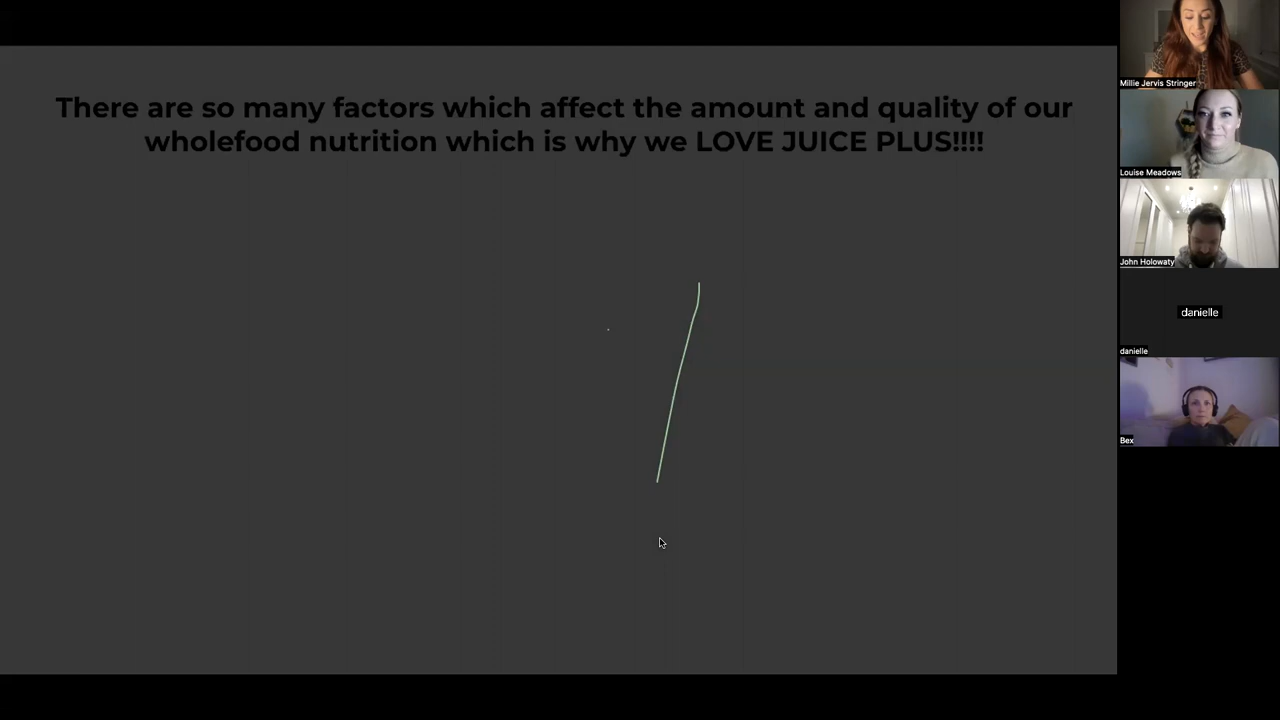 There are so many factors which affect the amount and quality of our
wholefood nutrition which is why we LOVE JUICE PLUS!!!!
Millie Jervis Stringer
Louise Meadows
John Holowaty
danielle
danielle
Bex